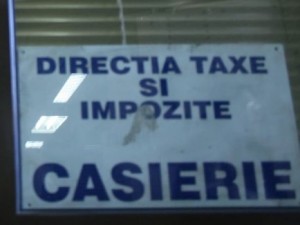 DIRECTIA TAXE
SI
IMPOZITE
CASIERIE